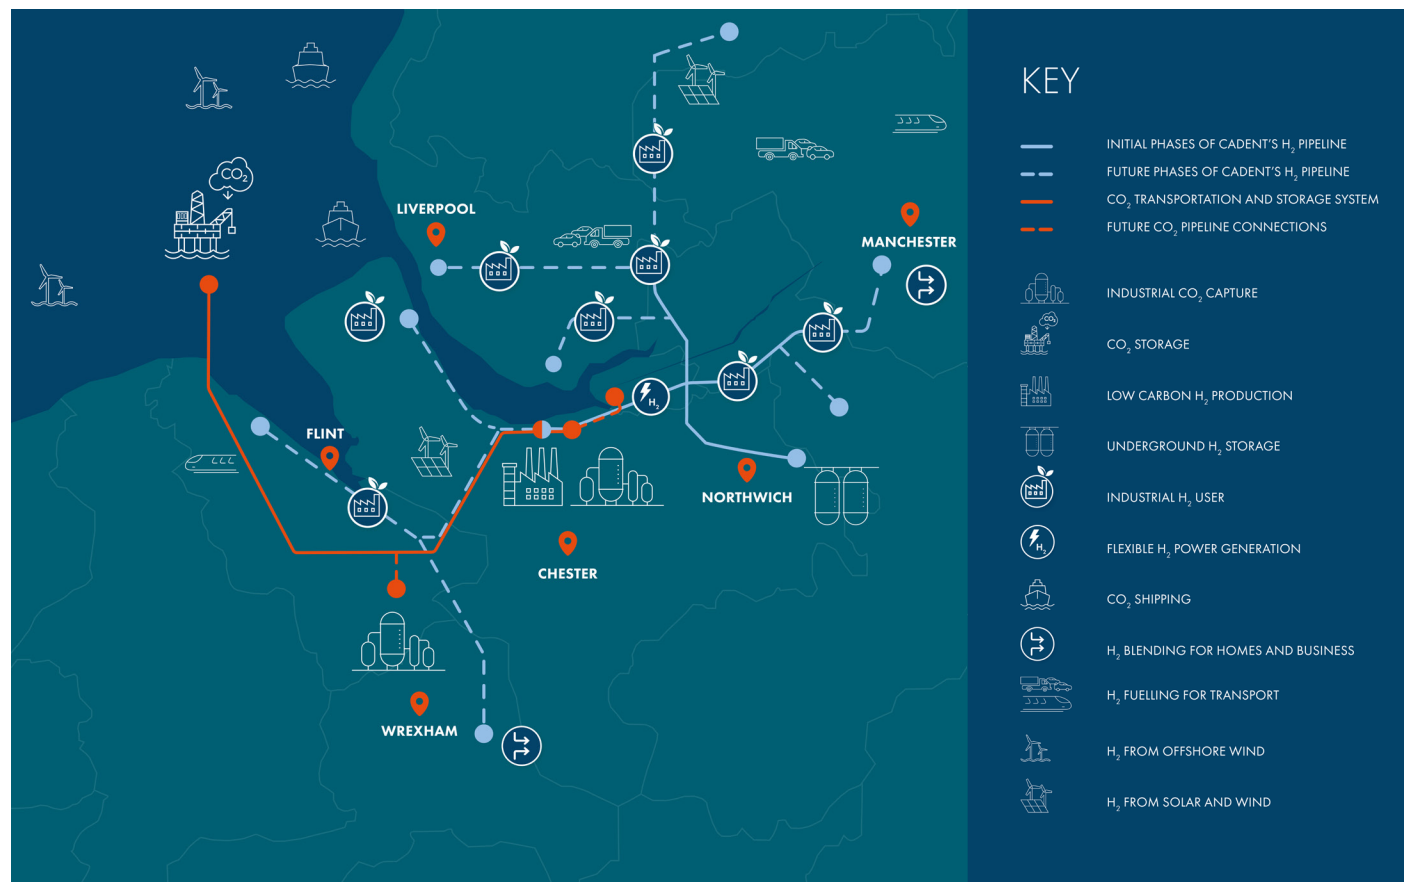 CO₂
LIVERPOOL
MANCHESTER
FLINT
H₂
NORTHWICH
CHESTER
WREXHAM
KEY
INITIAL PHASES OF CADENT'S H₂ PIPELINE
FUTURE PHASES OF CADENT'S H₂ PIPELINE
CO₂ TRANSPORTATION AND STORAGE SYSTEM
FUTURE CO₂ PIPELINE CONNECTIONS
INDUSTRIAL CO₂ CAPTURE
CO₂
CO₂ STORAGE
LOW CARBON H₂ PRODUCTION
UNDERGROUND H₂ STORAGE
INDUSTRIAL H₂ USER
H₂
FLEXIBLE H₂ POWER GENERATION
CO₂ SHIPPING
H₂ BLENDING FOR HOMES AND BUSINESS
H₂ FUELLING FOR TRANSPORT
H₂ FROM OFFSHORE WIND
H₂ FROM SOLAR AND WIND